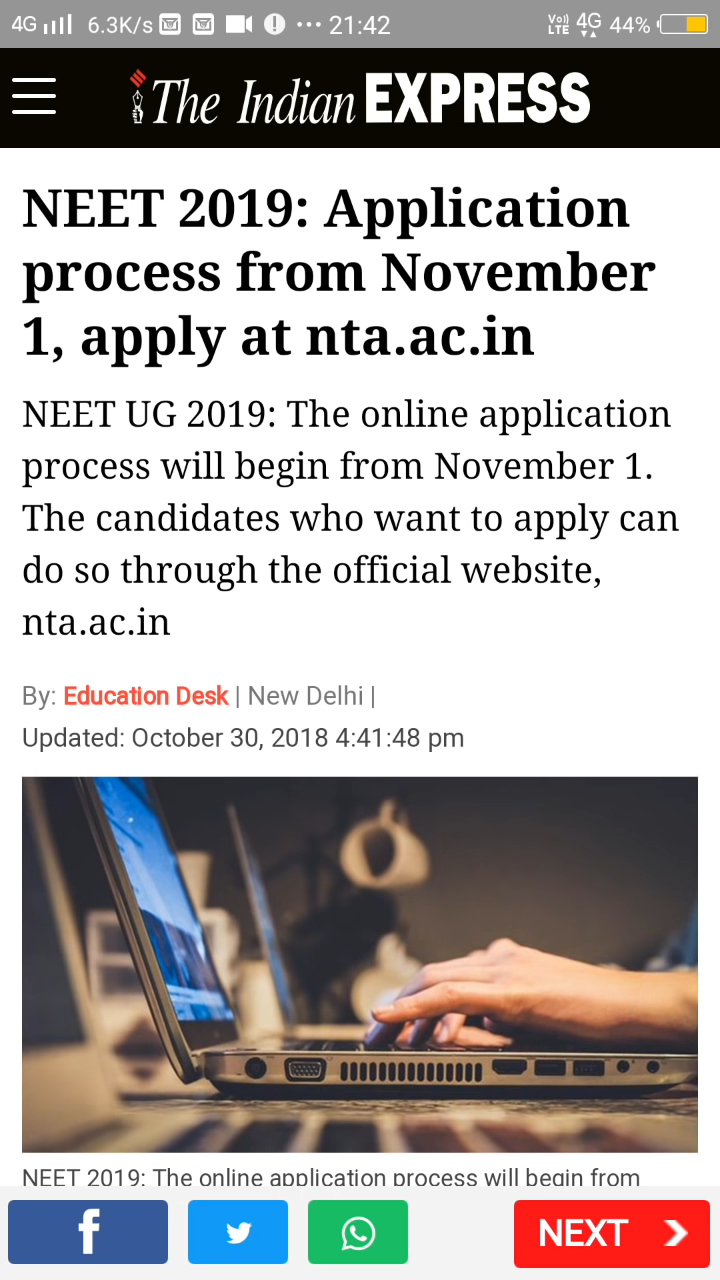 4G 6.3K/s ··· 21:42 VoLTE 4G 44%
The Indian EXPRESS
NEET 2019: Application
process from November
1, apply at nta.ac.in
NEET UG 2019: The online application
process will begin from November 1.
The candidates who want to apply can
do so through the official website,
nta.ac.in
By: Education Desk | New Delhi |
Updated: October 30, 2018 4:41:48 pm
NEET 2019: The online application process will begin from
NEXT